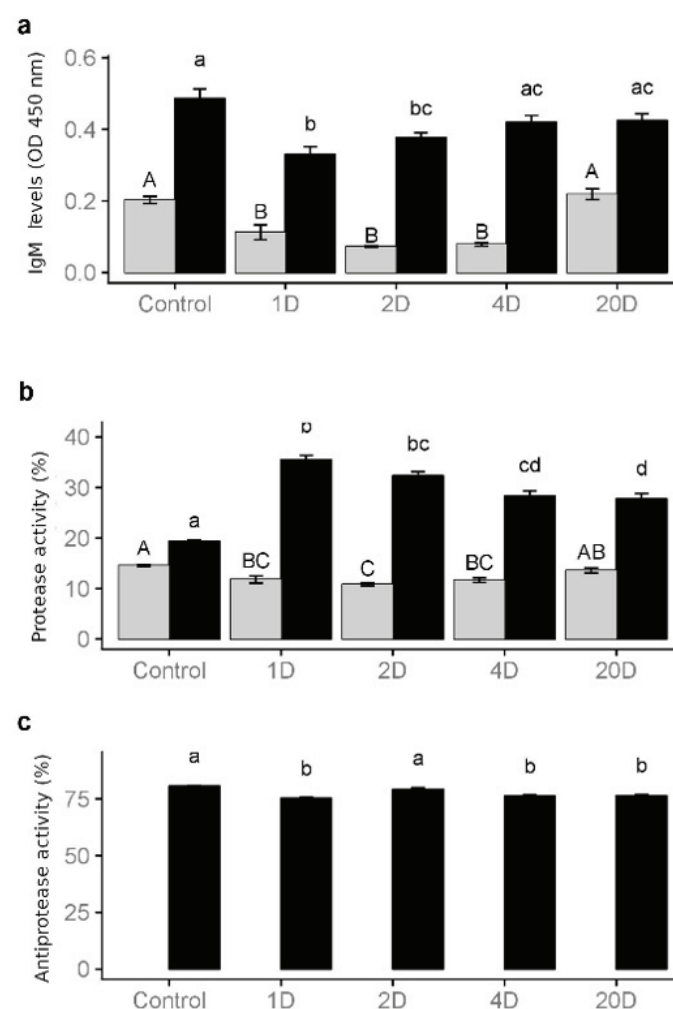 a
IgM levels (OD 450 nm)
0.6
0.4
0.2
0.0
a
b
bc
ac
ac
A
B
B
B
A
Control 1D 2D 4D 20D
b
Protease activity (%)
40
30
20
10
0
b
bc
cd
d
a
A
BC
C
BC
AB
Control 1D 2D 4D 20D
c
Antiprotease activity (%)
75
50
25
0
a
b
a
b
b
Control 1D 2D 4D 20D